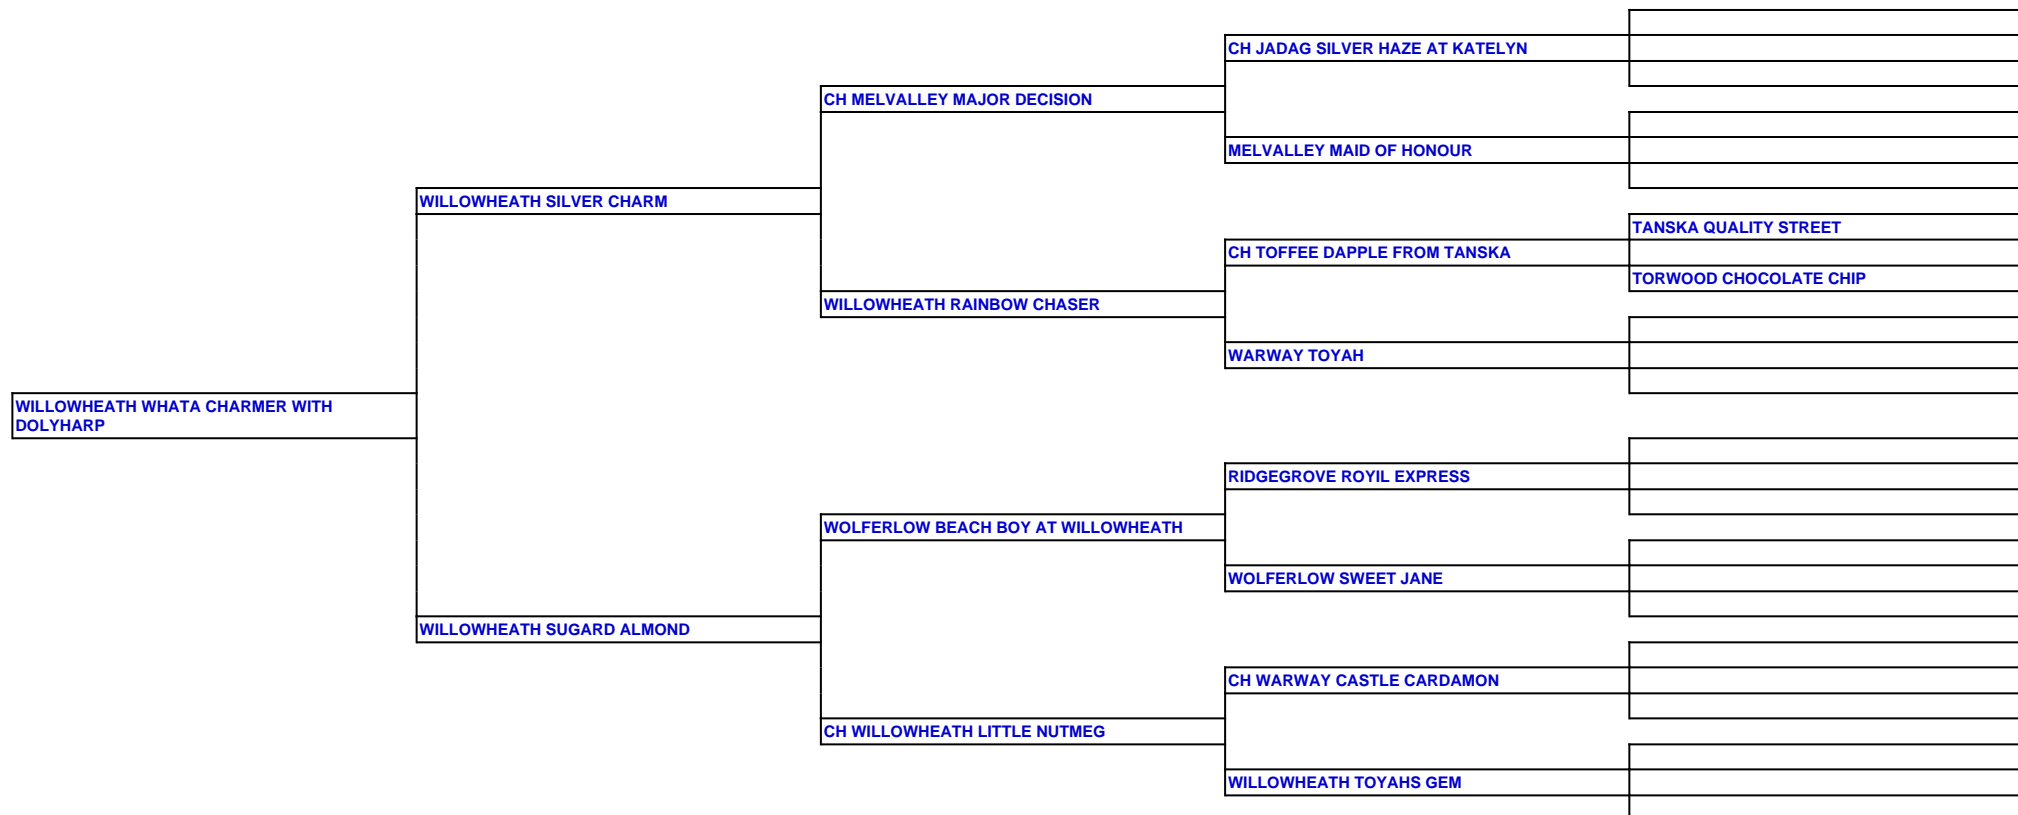 CH JADAG SILVER HAZE AT KATELYN
CH MELVALLEY MAJOR DECISION
MELVALLEY MAID OF HONOUR
WILLOWHEATH SILVER CHARM
TANSKA QUALITY STREET
CH TOFFEE DAPPLE FROM TANSKA
TORWOOD CHOCOLATE CHIP
WILLOWHEATH RAINBOW CHASER
WARWAY TOYAH
WILLOWHEATH WHATA CHARMER WITH
DOLYHARP
RIDGEGROVE ROYIL EXPRESS
WOLFERLOW BEACH BOY AT WILLOWHEATH
WOLFERLOW SWEET JANE
WILLOWHEATH SUGARD ALMOND
CH WARWAY CASTLE CARDAMON
CH WILLOWHEATH LITTLE NUTMEG
WILLOWHEATH TOYAHS GEM